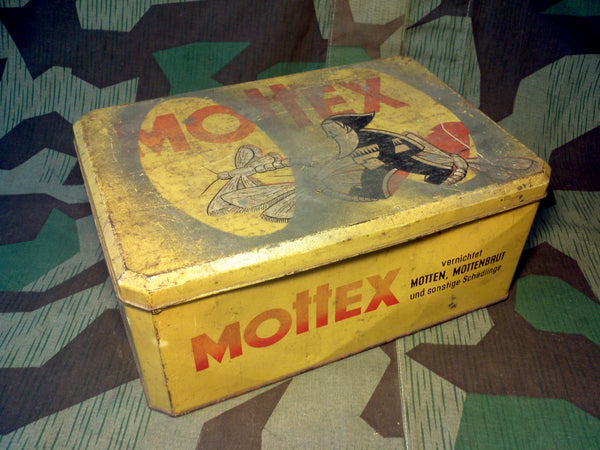 MOttEX
MOttEX
vernichtet
MOTTEN, MOTTENBRUT
und sonstige Schädlinge